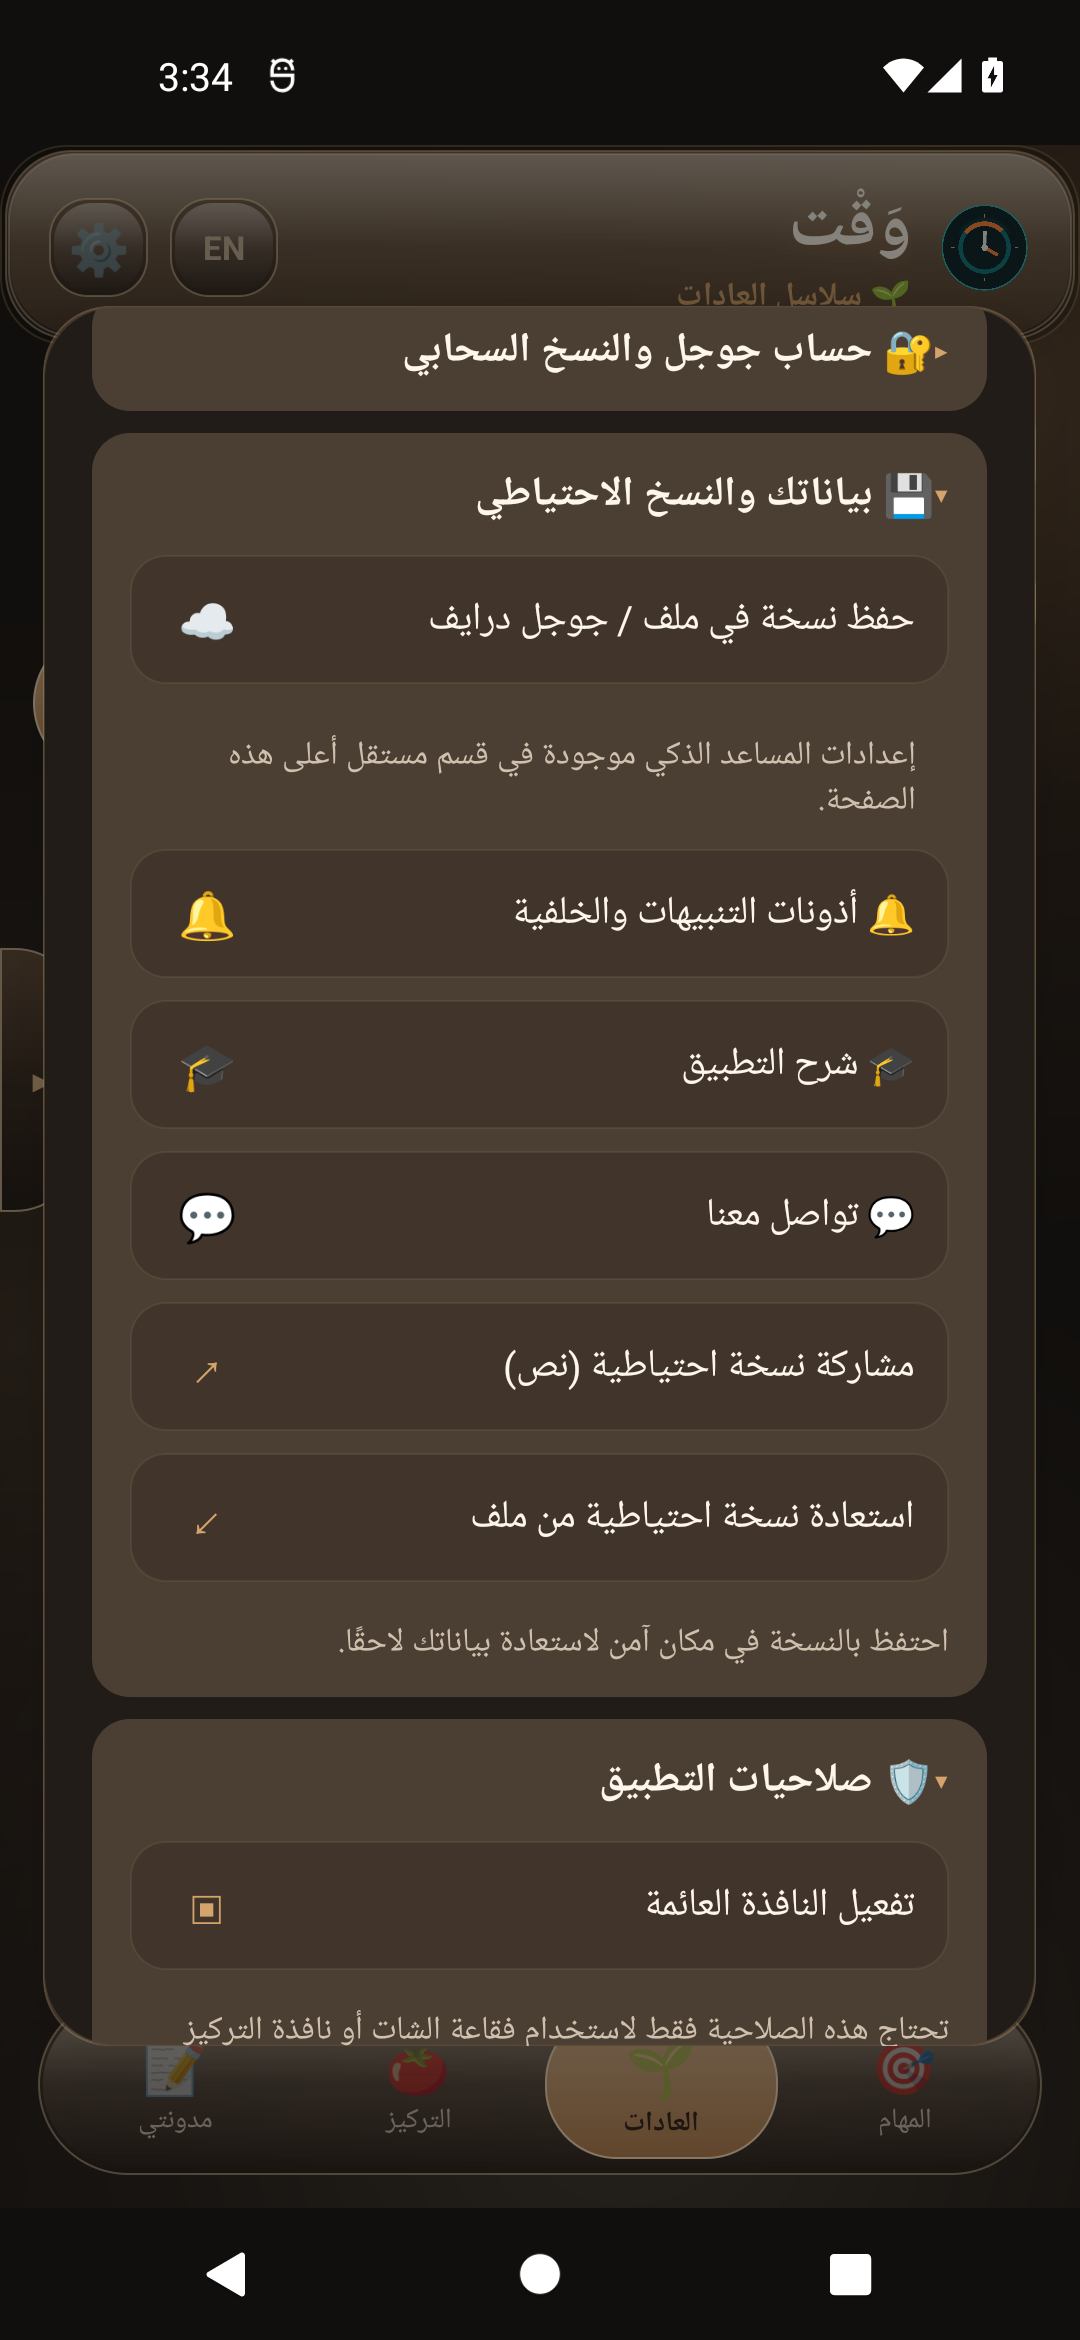 3:34
وَقْت
EN
سلاسل العادات
حساب جوجل والنسخ السحابي
بياناتك والنسخ الاحتياطي
حفظ نسخة في ملف / جوجل درايف
إعدادات المساعد الذكي موجودة في قسم مستقل أعلى هذه
الصفحة.
أذونات التنبيهات والخلفية
شرح التطبيق
تواصل معنا
مشاركة نسخة احتياطية (نص)
استعادة نسخة احتياطية من ملف
احتفظ بالنسخة في مكان آمن لاستعادة بياناتك لاحقًا.
صلاحيات التطبيق
تفعيل النافذة العائمة
تحتاج هذه الصلاحية فقط لاستخدام فقاعة الشات أو نافذة التركيز
المهام
العادات
التركيز
مدونتي